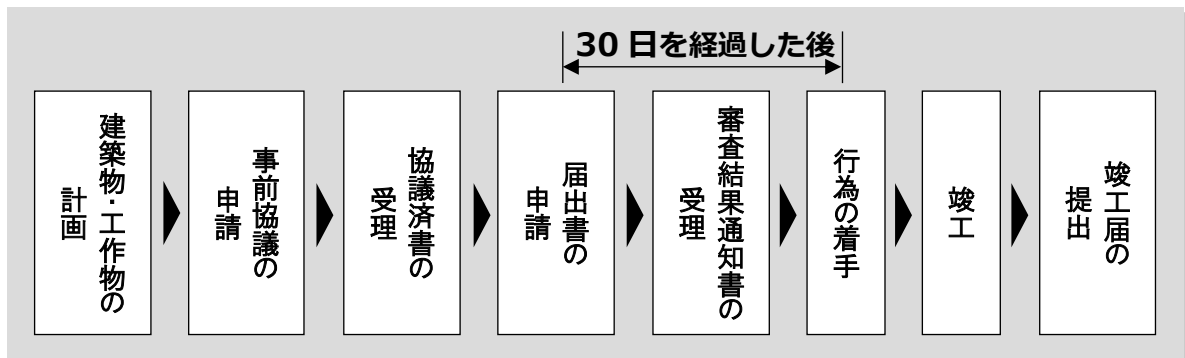 30 日を経過した後
建築物・工作物の
計画
事前協議の
申請
協議済書の
受理
届出書の
申請
審査結果通知書の
受理
行為の着手
竣工
竣工届の
提出